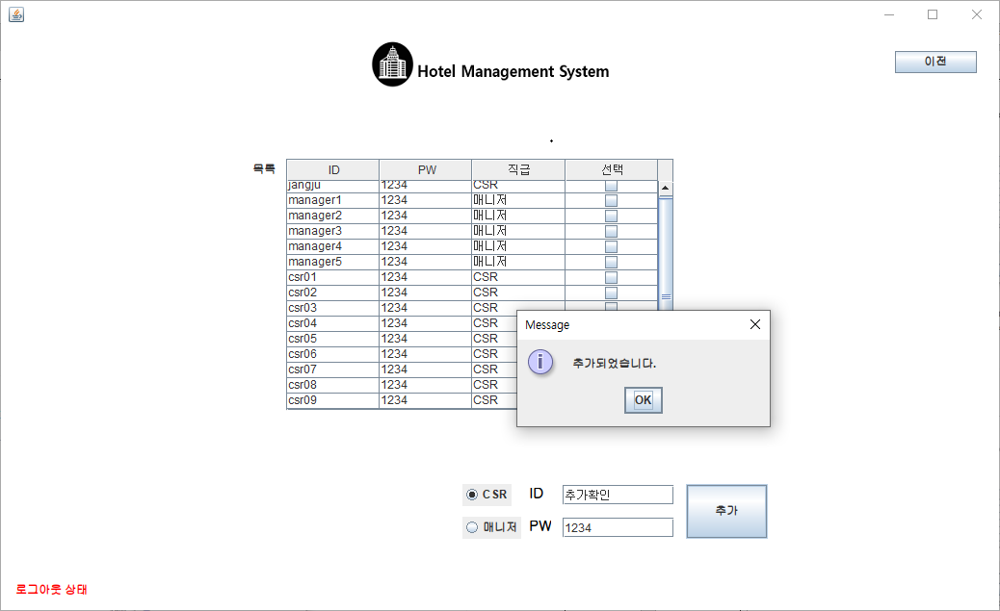 Hotel Management System
이전
목록
ID PW 직급 선택
jangju 1234 CSR
manager1 1234 매니저
manager2 1234 매니저
manager3 1234 매니저
manager4 1234 매니저
manager5 1234 매니저
csr01 1234 CSR
csr02 1234 CSR
csr03 1234 CSR
csr04 1234 CSR
csr05 1234 CSR
csr06 1234 CSR
csr07 1234 CSR
csr08 1234 CSR
csr09 1234 CSR
Message
추가되었습니다.
OK
CSR ID 추가확인
매니저 PW 1234
추가
로그아웃 상태